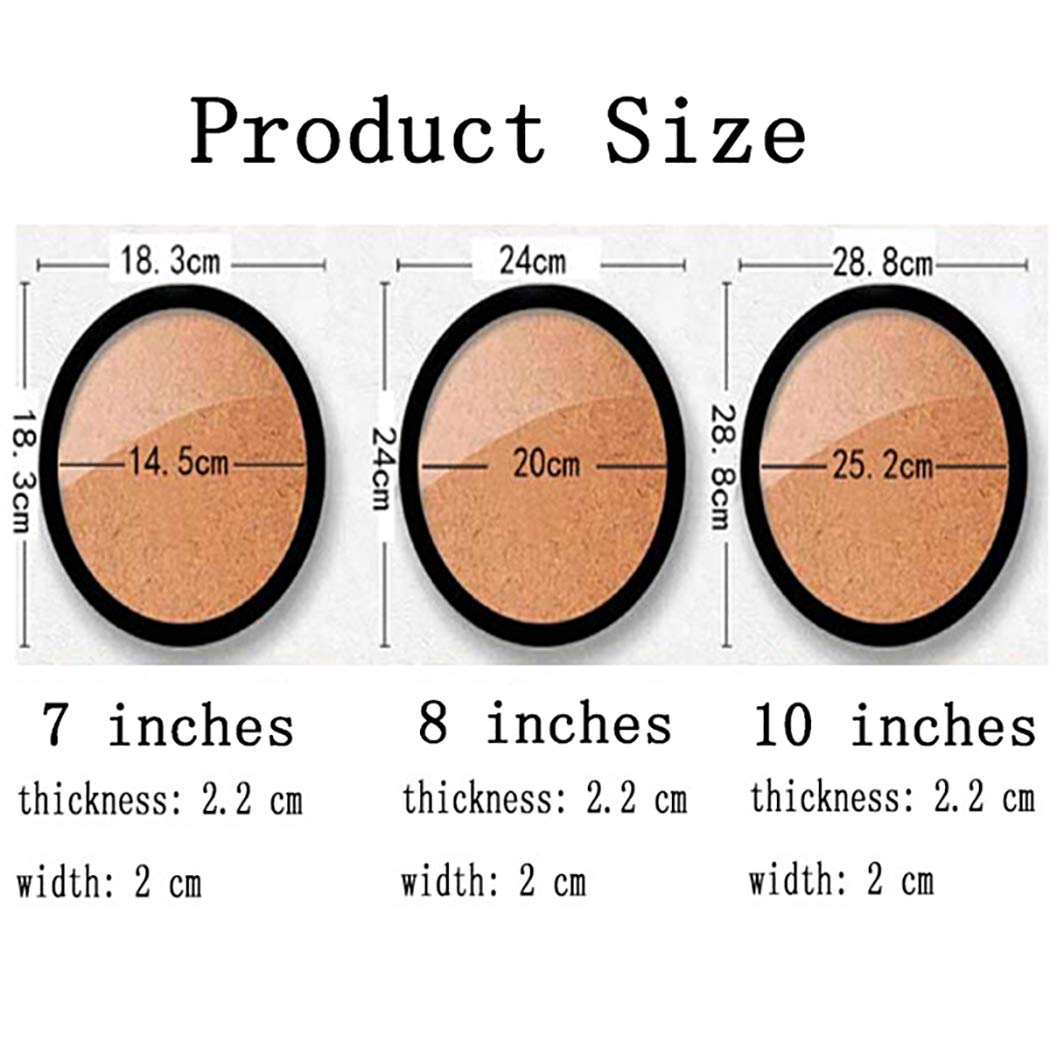 Product Size
18.3cm
24cm
28.8cm
18.3cm
14.5cm
24cm
20cm
28.8cm
25.2cm
7 inches
8 inches
10 inches
thickness: 2.2 cm
thickness: 2.2 cm
thickness: 2.2 cm
width: 2 cm
width: 2 cm
width: 2 cm